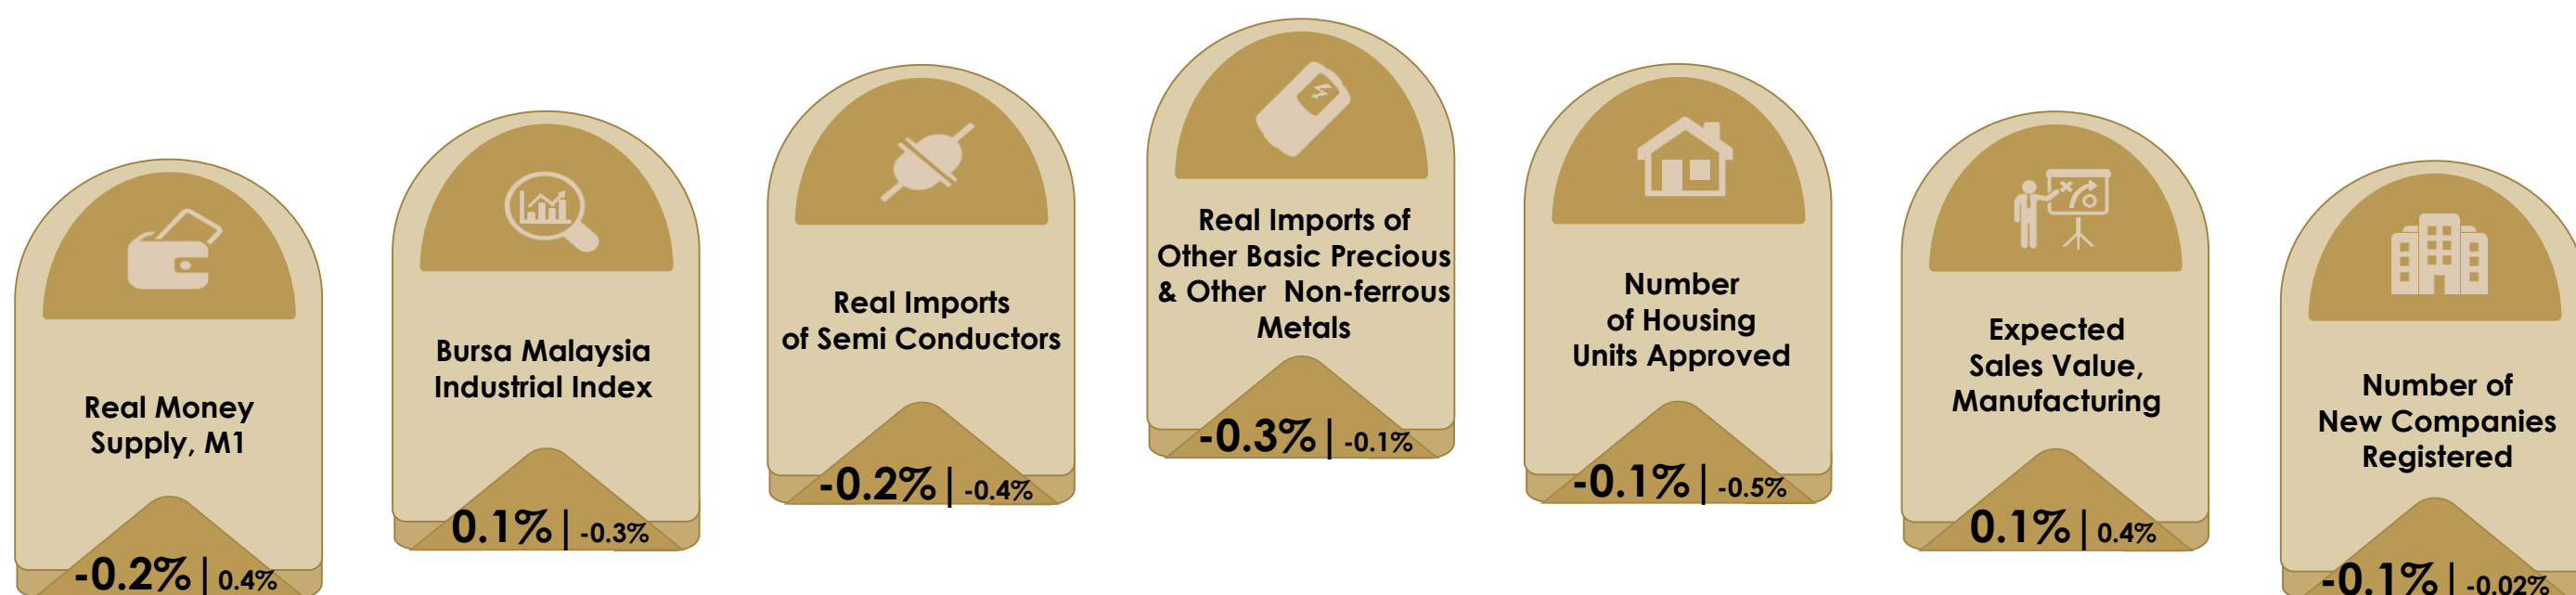 Real Money
Supply, M1
-0.2% | 0.4%
Bursa Malaysia
Industrial Index
0.1% | -0.3%
Real Imports
of Semi Conductors
-0.2% | -0.4%
Real Imports of
Other Basic Precious
& Other  Non-ferrous
Metals
-0.3% | -0.1%
Number
of Housing
Units Approved
-0.1% | -0.5%
Expected
Sales Value,
Manufacturing
0.1% | 0.4%
Number of
New Companies
Registered
-0.1% | -0.02%